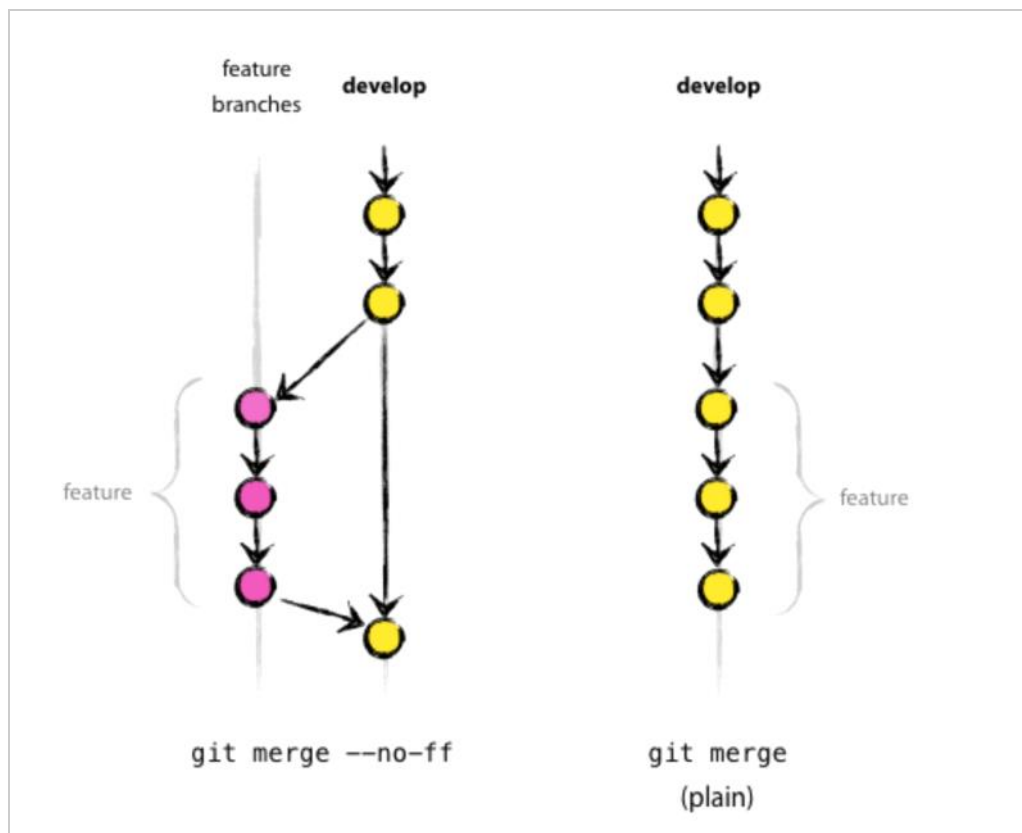 feature
branches
develop
develop
feature
feature
git merge --no-ff
git merge
(plain)